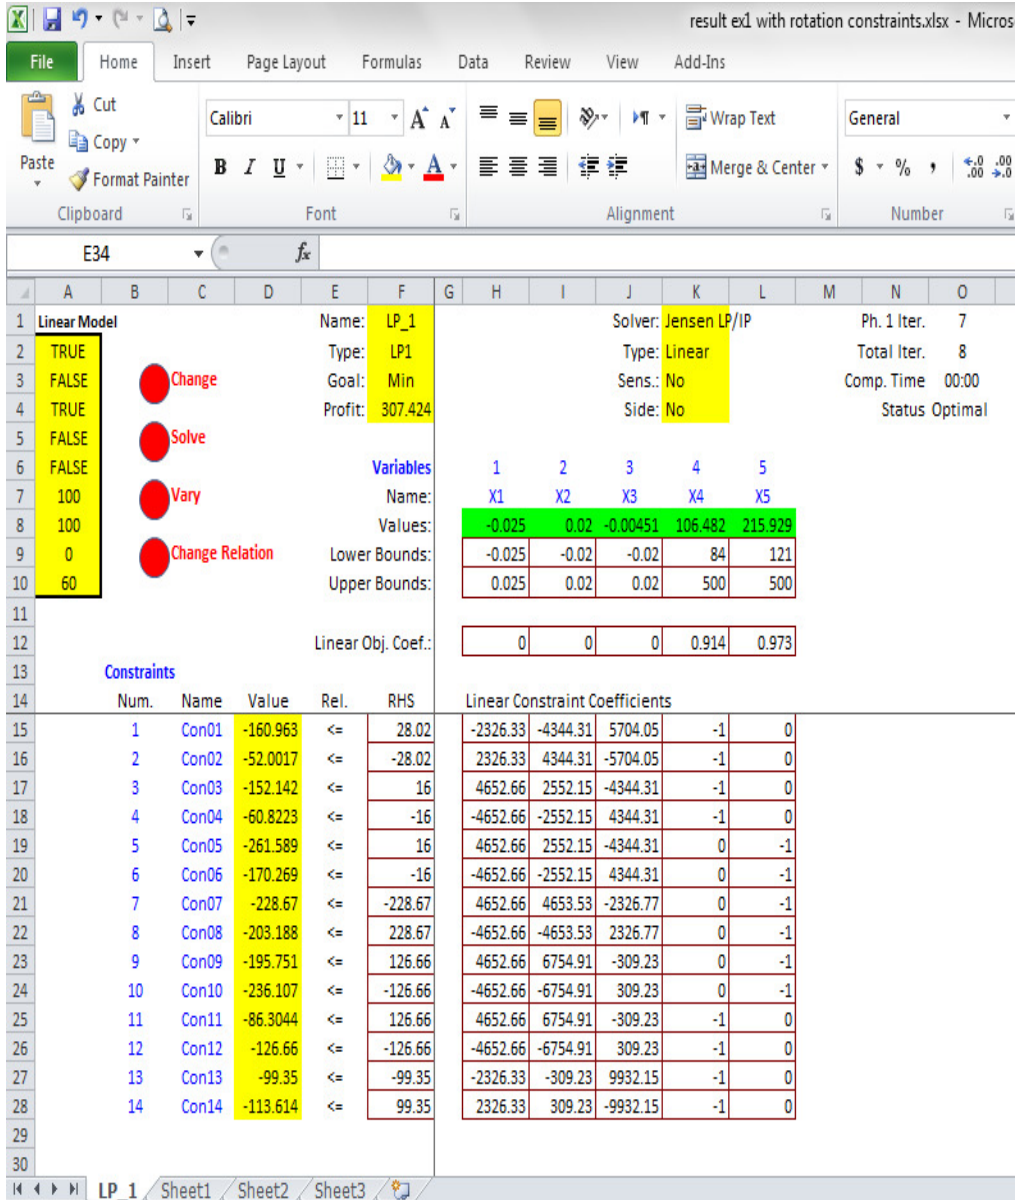 result ex1 with rotation constraints.xlsx - Micros
File Home Insert Page Layout Formulas Data Review View Add-Ins
Cut Calibri 11 A A Wrap Text General
Copy
Paste Format Painter B I U A Merge & Center $ % , .0 .00 .00 .0
Clipboard Font Alignment Number
E34 fx
A B C D E F G H I J K L M N O
1 Linear Model Name: LP_1 Solver: Jensen LP/IP Ph. 1 Iter. 7
2 TRUE Type: LP1 Type: Linear Total Iter. 8
3 FALSE Change Goal: Min Sens.: No Comp. Time 00:00
4 TRUE Profit: 307.424 Side: No Status Optimal
5 FALSE Solve
6 FALSE Variables 1 2 3 4 5
7 100 Vary Name: X1 X2 X3 X4 X5
8 100 Values: -0.025 0.02 -0.00451 106.482 215.929
9 0 Change Relation Lower Bounds: -0.025 -0.02 -0.02 84 121
10 60 Upper Bounds: 0.025 0.02 0.02 500 500
11
12 Linear Obj. Coef.: 0 0 0 0.914 0.973
13 Constraints
14 Num. Name Value Rel. RHS Linear Constraint Coefficients
15 1 Con01 -160.963 <= 28.02 -2326.33 -4344.31 5704.05 -1 0
16 2 Con02 -52.0017 <= -28.02 2326.33 4344.31 -5704.05 -1 0
17 3 Con03 -152.142 <= 16 4652.66 2552.15 -4344.31 -1 0
18 4 Con04 -60.8223 <= -16 -4652.66 -2552.15 4344.31 -1 0
19 5 Con05 -261.589 <= 16 4652.66 2552.15 -4344.31 0 -1
20 6 Con06 -170.269 <= -16 -4652.66 -2552.15 4344.31 0 -1
21 7 Con07 -228.67 <= -228.67 4652.66 4653.53 -2326.77 0 -1
22 8 Con08 -203.188 <= 228.67 -4652.66 -4653.53 2326.77 0 -1
23 9 Con09 -195.751 <= 126.66 4652.66 6754.91 -309.23 0 -1
24 10 Con10 -236.107 <= -126.66 -4652.66 -6754.91 309.23 0 -1
25 11 Con11 -86.3044 <= 126.66 4652.66 6754.91 -309.23 -1 0
26 12 Con12 -126.66 <= -126.66 -4652.66 -6754.91 309.23 -1 0
27 13 Con13 -99.35 <= -99.35 -2326.33 -309.23 9932.15 -1 0
28 14 Con14 -113.614 <= 99.35 2326.33 309.23 -9932.15 -1 0
29
30
LP_1 Sheet1 Sheet2 Sheet3